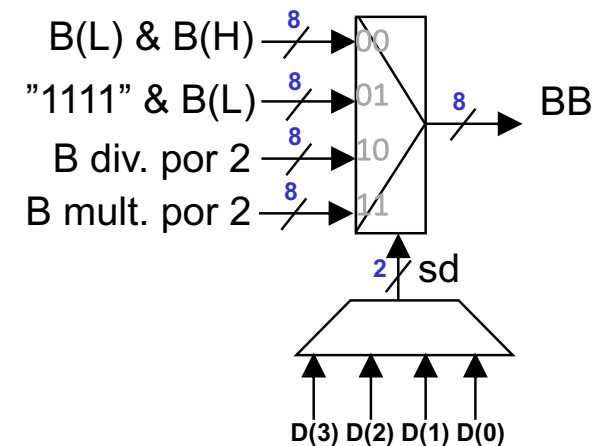 8
B(L) & B(H)
00
8
”1111” & B(L)
01
8
BB
8
B div. por 2
10
8
B mult. por 2
11
2
sd
D(3) D(2) D(1) D(0)